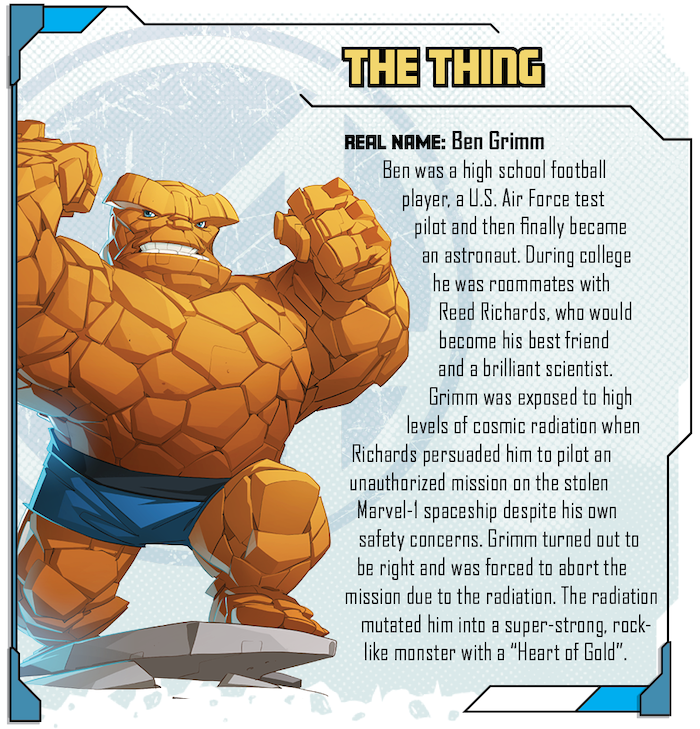 THE THING
REAL NAME: Ben Grimm
Ben was a high school football
player, a U.S. Air Force test
pilot and then finally became
an astronaut. During college
he was roommates with
Reed Richards, who would
become his best friend
and a brilliant scientist.
Grimm was exposed to high
levels of cosmic radiation when
Richards persuaded him to pilot an
unauthorized mission on the stolen
Marvel-1 spaceship despite his own
safety concerns. Grimm turned out to
be right and was forced to abort the
mission due to the radiation. The radiation
mutated him into a super-strong, rock-
like monster with a “Heart of Gold”.